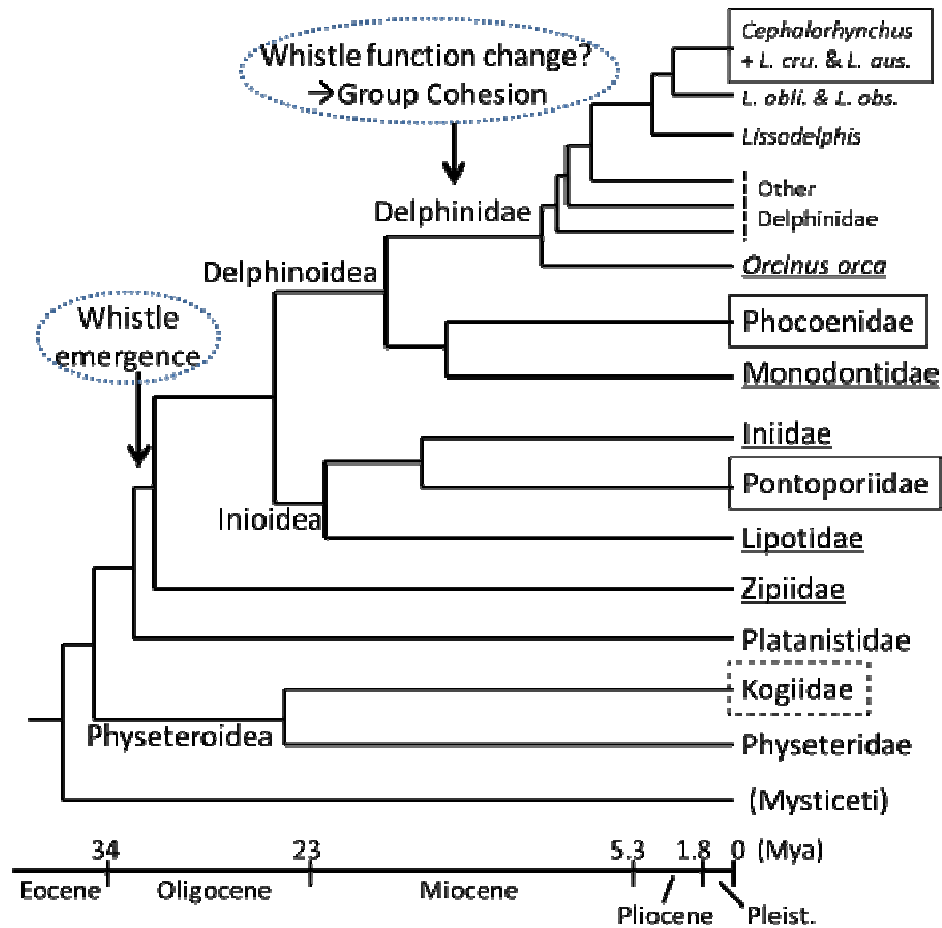 Cephalorhynchus
+ L. cru. & L. aus.
Whistle function change?
→Group Cohesion
L. obli. & L. obs.
Lissodelphis
Other
Delphinidae
Delphinidae
Orcinus orca
Delphinoidea
Whistle
emergence
Phocoenidae
Monodontidae
Iniidae
Pontoporiidae
Inioidea
Lipotidae
Zipiidae
Platanistidae
Kogiidae
Physeteroidea
Physeteridae
(Mysticeti)
34 23 5.3 1.8 0 (Mya)
Eocene Oligocene Miocene
Pliocene Pleist.